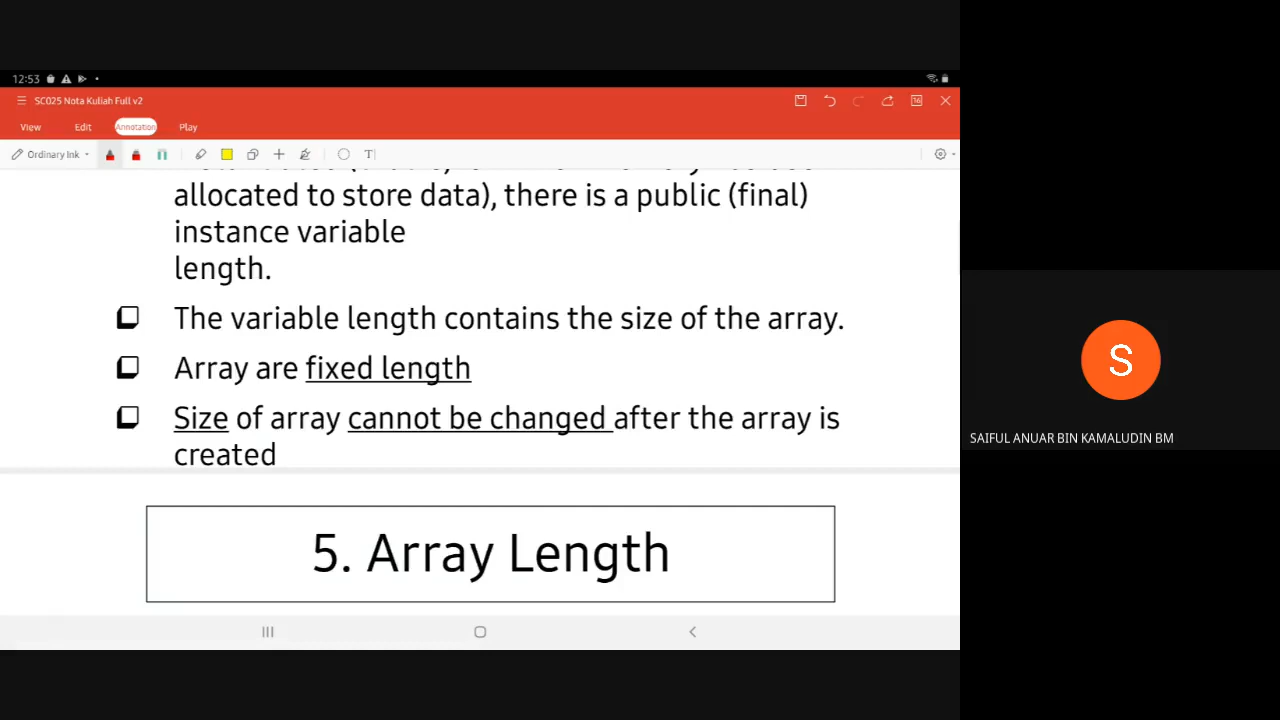 12:53
SC025 Nota Kuliah Full v2
16
View Edit Annotation Play
Ordinary Ink
T
allocated to store data), there is a public (final)
instance variable
length.
The variable length contains the size of the array.
Array are fixed length
Size of array cannot be changed after the array is
created
5. Array Length
S
SAIFUL ANUAR BIN KAMALUDIN BM